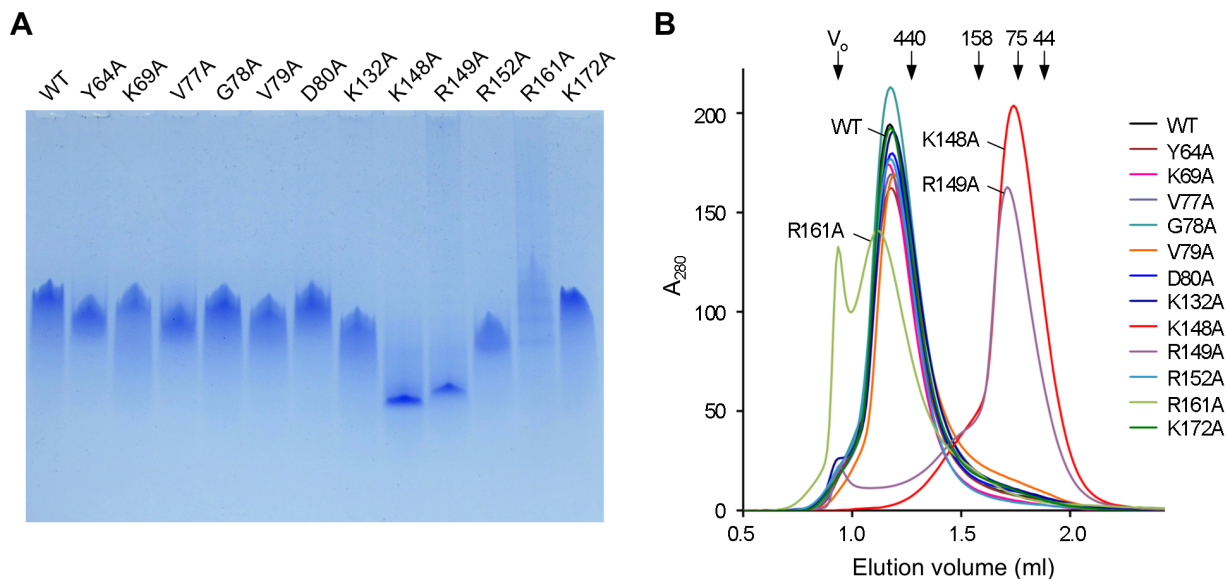 A
WT Y64A K69A V77A G78A V79A D80A K132A K148A R149A R152A R161A K172A
B
Vo 440 158 75 44
200
150
100
50
0
A280
0.5 1.0 1.5 2.0
Elution volume (ml)
WT
K148A
R149A
R161A
WT
Y64A
K69A
V77A
G78A
V79A
D80A
K132A
K148A
R149A
R152A
R161A
K172A